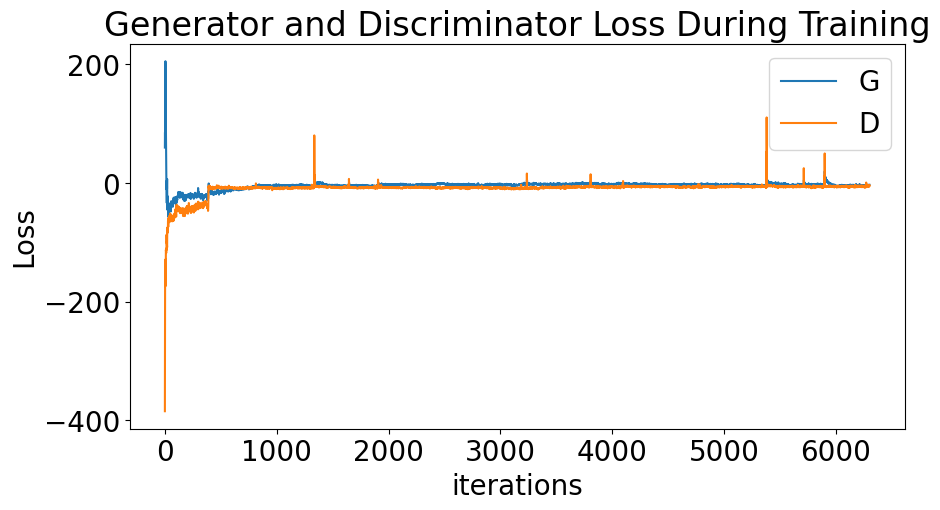 Generator and Discriminator Loss During Training
200
0
−200
−400
Loss
G
D
0 1000 2000 3000 4000 5000 6000
iterations